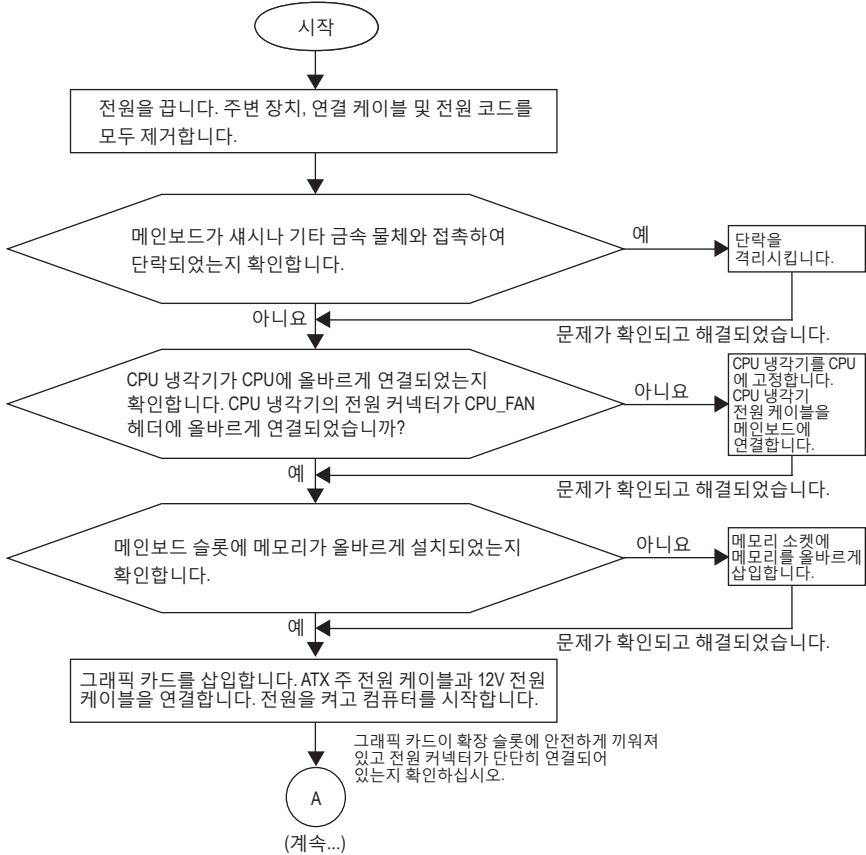 시작
전원을 끕니다. 주변 장치, 연결 케이블 및 전원 코드를
모두 제거합니다.
메인보드가 섀시나 기타 금속 물체와 접촉하여
단락되었는지 확인합니다.
예
단락을
격리시킵니다.
아니요
문제가 확인되고 해결되었습니다.
CPU 냉각기가 CPU에 올바르게 연결되었는지
확인합니다. CPU 냉각기의 전원 커넥터가 CPU_FAN
헤더에 올바르게 연결되었습니까?
아니요
CPU 냉각기를 CPU
에 고정합니다.
CPU 냉각기
전원 케이블을
메인보드에
연결합니다.
예
문제가 확인되고 해결되었습니다.
메인보드 슬롯에 메모리가 올바르게 설치되었는지
확인합니다.
아니요
메모리 소켓에
메모리를 올바르게
삽입합니다.
예
문제가 확인되고 해결되었습니다.
그래픽 카드를 삽입합니다. ATX 주 전원 케이블과 12V 전원
케이블을 연결합니다. 전원을 켜고 컴퓨터를 시작합니다.
그래픽 카드이 확장 슬롯에 안전하게 끼워져
있고 전원 커넥터가 단단히 연결되어
있는지 확인하십시오.
A
(계속...)